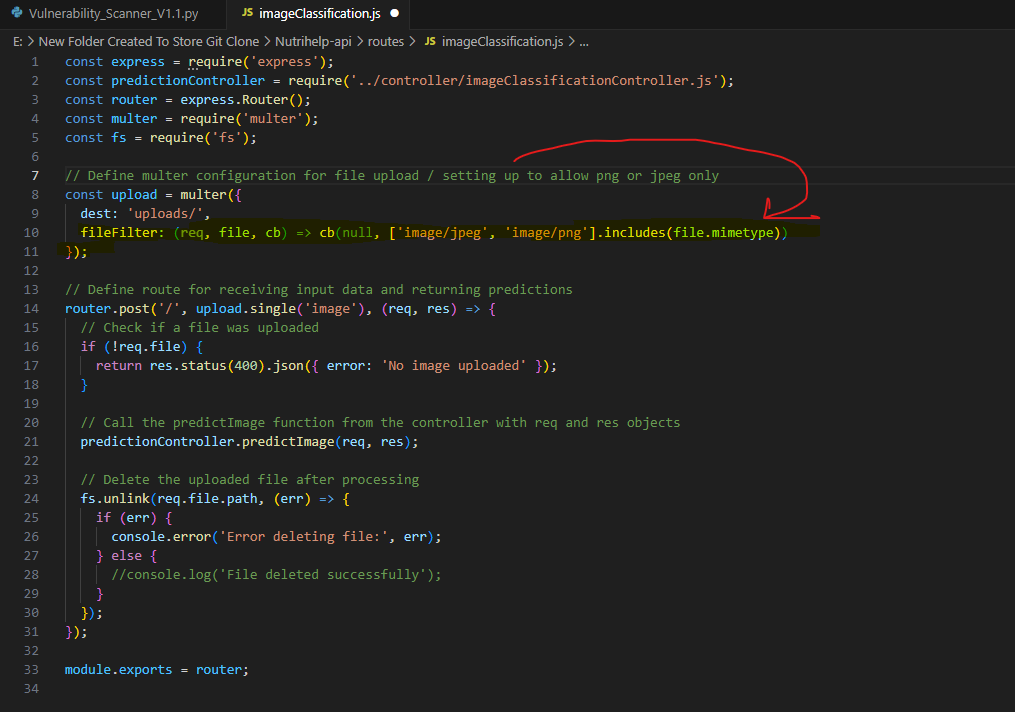 Vulnerability_Scanner_V1.1.py
JS imageClassification.js
E: > New Folder Created To Store Git Clone > Nutrihelp-api > routes > JS imageClassification.js > ...
1 const express = require('express');
2 const predictionController = require('../controller/imageClassificationController.js');
3 const router = express.Router();
4 const multer = require('multer');
5 const fs = require('fs');
6
7 // Define multer configuration for file upload / setting up to allow png or jpeg only
8 const upload = multer({
9   dest: 'uploads/',
10   fileFilter: (req, file, cb) => cb(null, ['image/jpeg', 'image/png'].includes(file.mimetype))
11 });
12
13 // Define route for receiving input data and returning predictions
14 router.post('/', upload.single('image'), (req, res) => {
15   // Check if a file was uploaded
16   if (!req.file) {
17     return res.status(400).json({ error: 'No image uploaded' });
18   }
19
20   // Call the predictImage function from the controller with req and res objects
21   predictionController.predictImage(req, res);
22
23   // Delete the uploaded file after processing
24   fs.unlink(req.file.path, (err) => {
25     if (err) {
26       console.error('Error deleting file:', err);
27     } else {
28       //console.log('File deleted successfully');
29     }
30   });
31 });
32
33 module.exports = router;
34